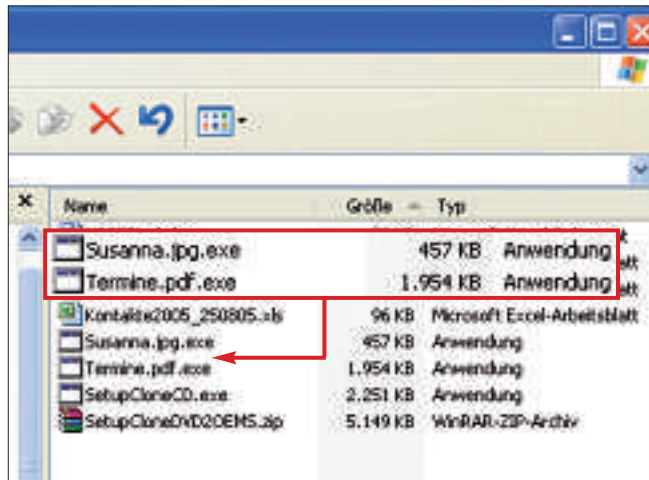 Name Größe Typ
Susanna.jpg.exe 457 KB Anwendung
Termine.pdf.exe 1.954 KB Anwendung
Kontakte2005_250805.xls 96 KB Microsoft Excel-Arbeitsblatt
Susanna.jpg.exe 457 KB Anwendung
Termine.pdf.exe 1.954 KB Anwendung
SetupCloneCD.exe 2.251 KB Anwendung
SetupCloneDVD2OEMS.zip 5.149 KB WinRAR-ZIP-Archiv